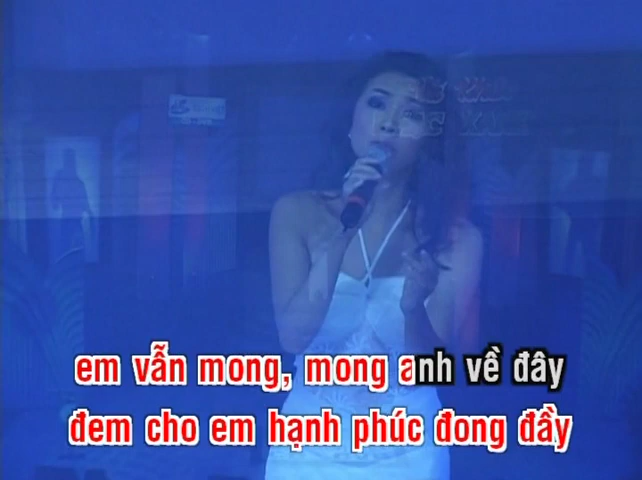 em vẫn mong, mong anh về đây
đem cho em hạnh phúc đong đầy